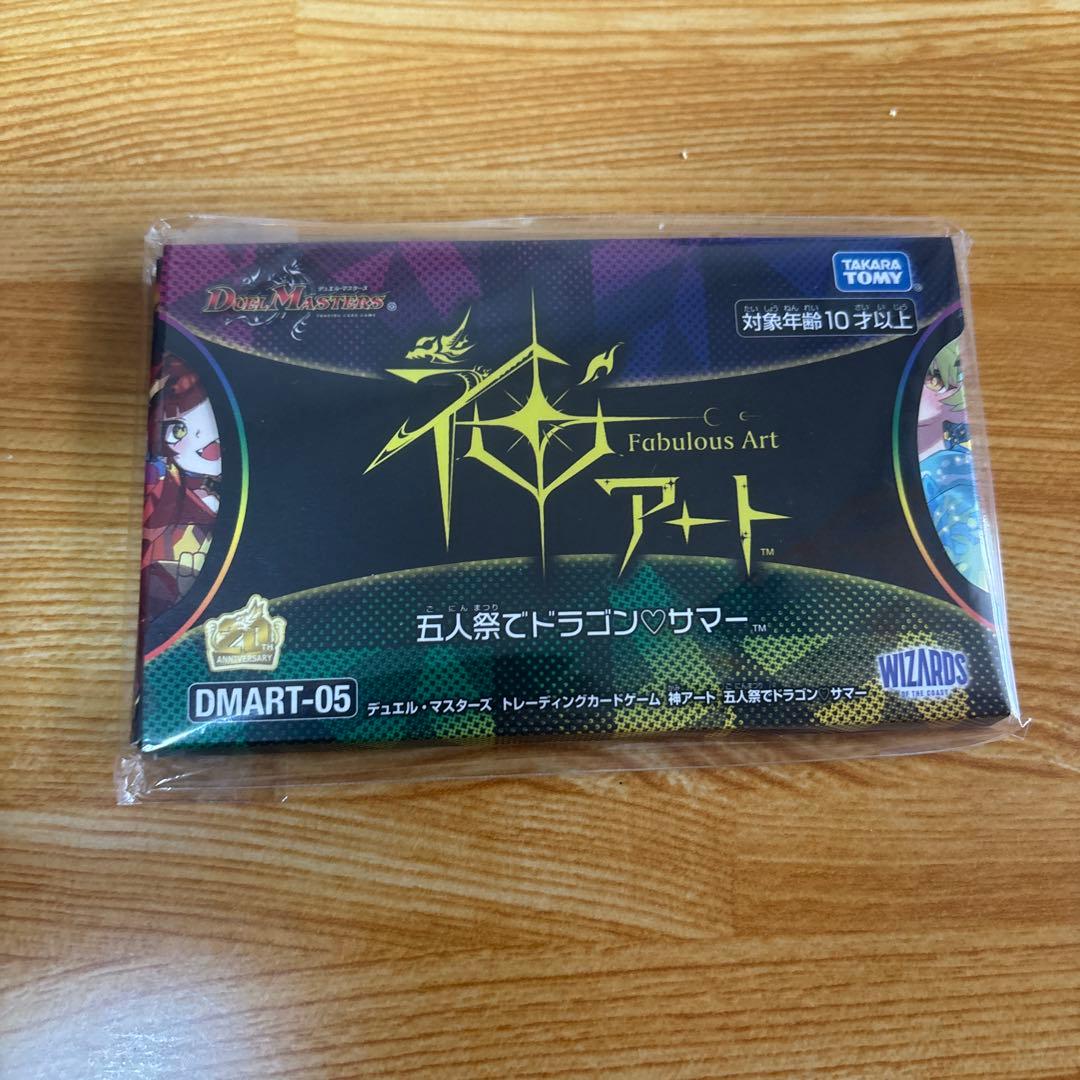 デュエル・マスターズ
DUEL MASTERS
TRADING CARD GAME
TAKARA TOMY
たいしょうねんれい さいいじょう
対象年齢10才以上
神
Fabulous Art
アート
TM
ごにんまつり
五人祭でドラゴン♡サマー
TM
20TH
ANNIVERSARY
WIZARDS
OF THE COAST
DMART-05
デュエル・マスターズ トレーディングカードゲーム 神アート 五人祭でドラゴン♡サマー